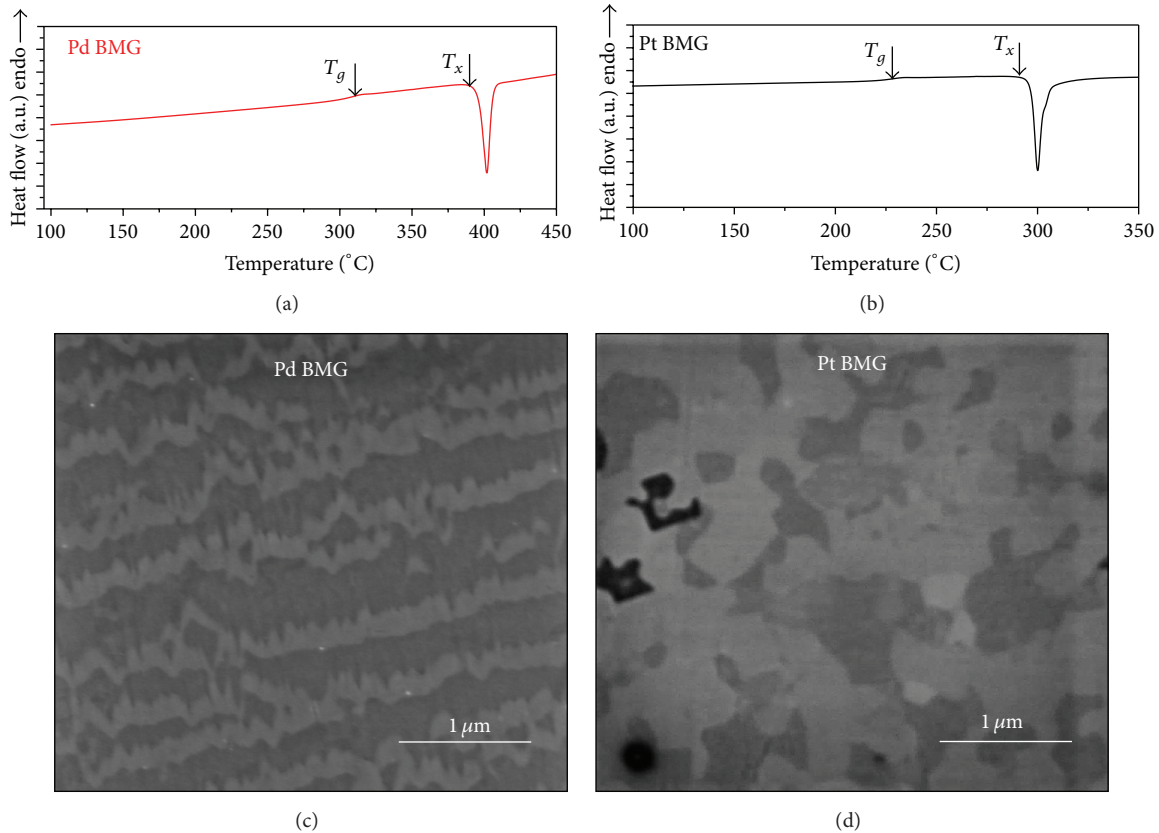 Heat flow (a.u.) endo →
Pd BMG
T_g
T_x
100 150 200 250 300 350 400 450
Temperature (°C)
(a)
Heat flow (a.u.) endo →
Pt BMG
T_g
T_x
100 150 200 250 300 350
Temperature (°C)
(b)
Pd BMG
1 μm
(c)
Pt BMG
1 μm
(d)